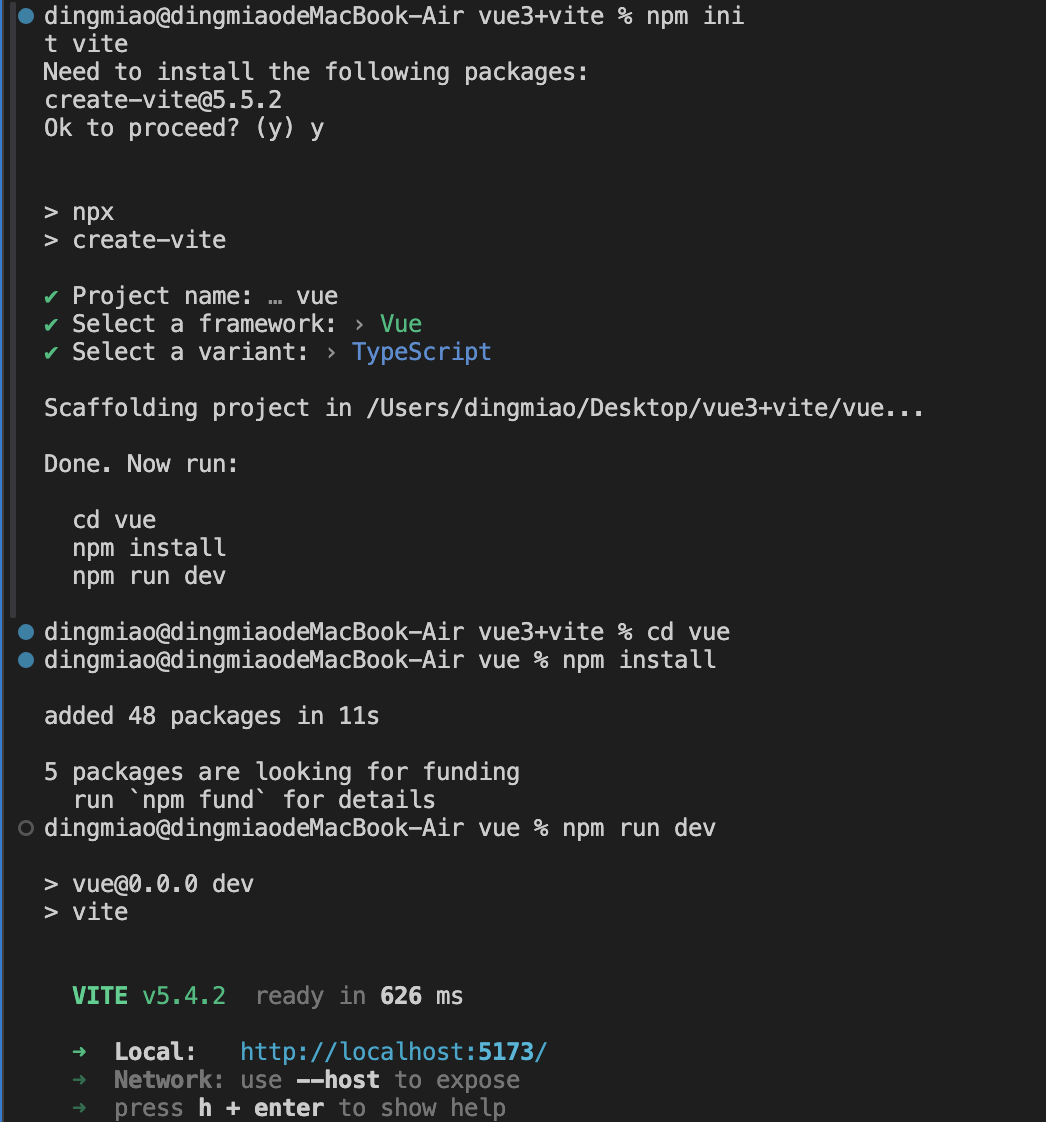 dingmiao@dingmiaodeMacBook-Air vue3+vite % npm ini
t vite
Need to install the following packages:
create-vite@5.5.2
Ok to proceed? (y) y
> npx
> create-vite
✔ Project name: … vue
✔ Select a framework: › Vue
✔ Select a variant: › TypeScript
Scaffolding project in /Users/dingmiao/Desktop/vue3+vite/vue...
Done. Now run:
cd vue
npm install
npm run dev
dingmiao@dingmiaodeMacBook-Air vue3+vite % cd vue
dingmiao@dingmiaodeMacBook-Air vue % npm install
added 48 packages in 11s
5 packages are looking for funding
run `npm fund` for details
dingmiao@dingmiaodeMacBook-Air vue % npm run dev
> vue@0.0.0 dev
> vite
VITE v5.4.2 ready in 626 ms
➜ Local: http://localhost:5173/
➜ Network: use --host to expose
➜ press h + enter to show help